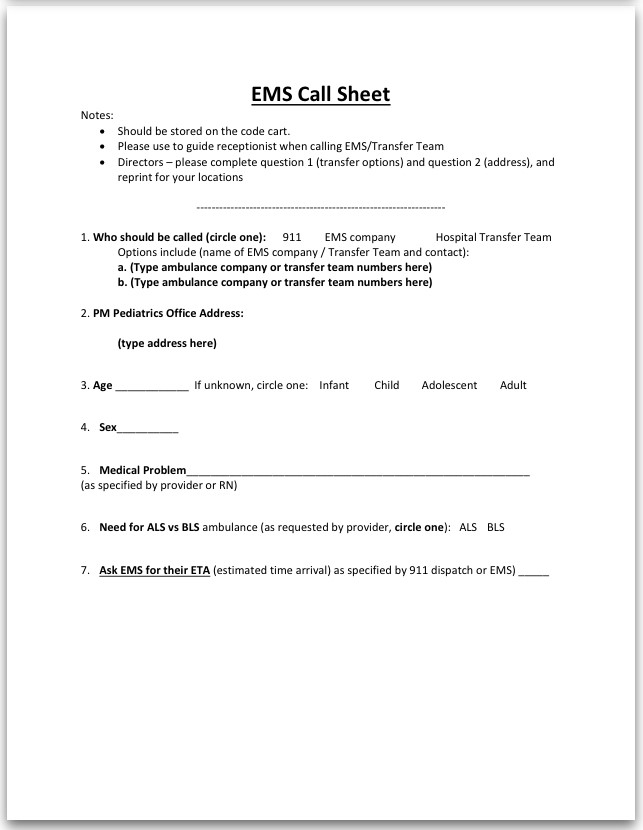 EMS Call Sheet
Notes:
• Should be stored on the code cart.
• Please use to guide receptionist when calling EMS/Transfer Team
• Directors – please complete question 1 (transfer options) and question 2 (address), and
reprint for your locations
-----------------------------------------------------------------
1. Who should be called (circle one): 911 EMS company Hospital Transfer Team
Options include (name of EMS company / Transfer Team and contact):
a. (Type ambulance company or transfer team numbers here)
b. (Type ambulance company or transfer team numbers here)
2. PM Pediatrics Office Address:
(type address here)
3. Age ____________ If unknown, circle one: Infant Child Adolescent Adult
4. Sex__________
5. Medical Problem________________________________________________________
(as specified by provider or RN)
6. Need for ALS vs BLS ambulance (as requested by provider, circle one): ALS BLS
7. Ask EMS for their ETA (estimated time arrival) as specified by 911 dispatch or EMS) _____